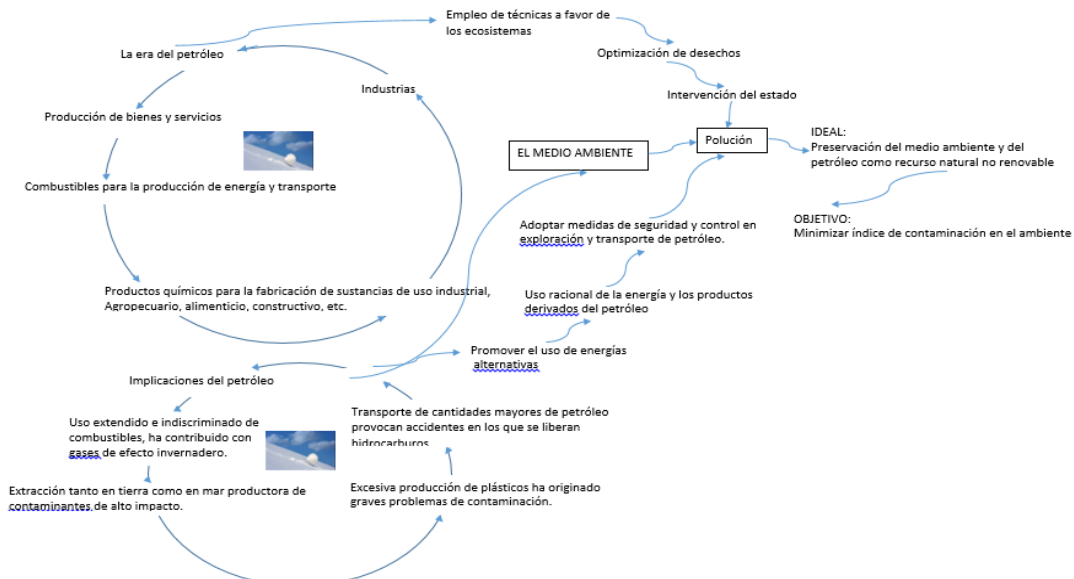 Empleo de técnicas a favor de
los ecosistemas
La era del petróleo
Optimización de desechos
Industrias
Intervención del estado
Producción de bienes y servicios
Polución
IDEAL:
Preservación del medio ambiente y del
petróleo como recurso natural no renovable
EL MEDIO AMBIENTE
Combustibles para la producción de energía y transporte
OBJETIVO:
Minimizar índice de contaminación en el ambiente
Adoptar medidas de seguridad y control en
exploración y transporte de petróleo.
Productos químicos para la fabricación de sustancias de uso industrial,
Agropecuario, alimenticio, constructivo, etc.
Uso racional de la energía y los productos
derivados del petróleo
Promover el uso de energías
alternativas
Implicaciones del petróleo
Uso extendido e indiscriminado de
combustibles, ha contribuido con
gases de efecto invernadero.
Transporte de cantidades mayores de petróleo
provocan accidentes en los que se liberan
hidrocarburos
Extracción tanto en tierra como en mar productora de
contaminantes de alto impacto.
Excesiva producción de plásticos ha originado
graves problemas de contaminación.